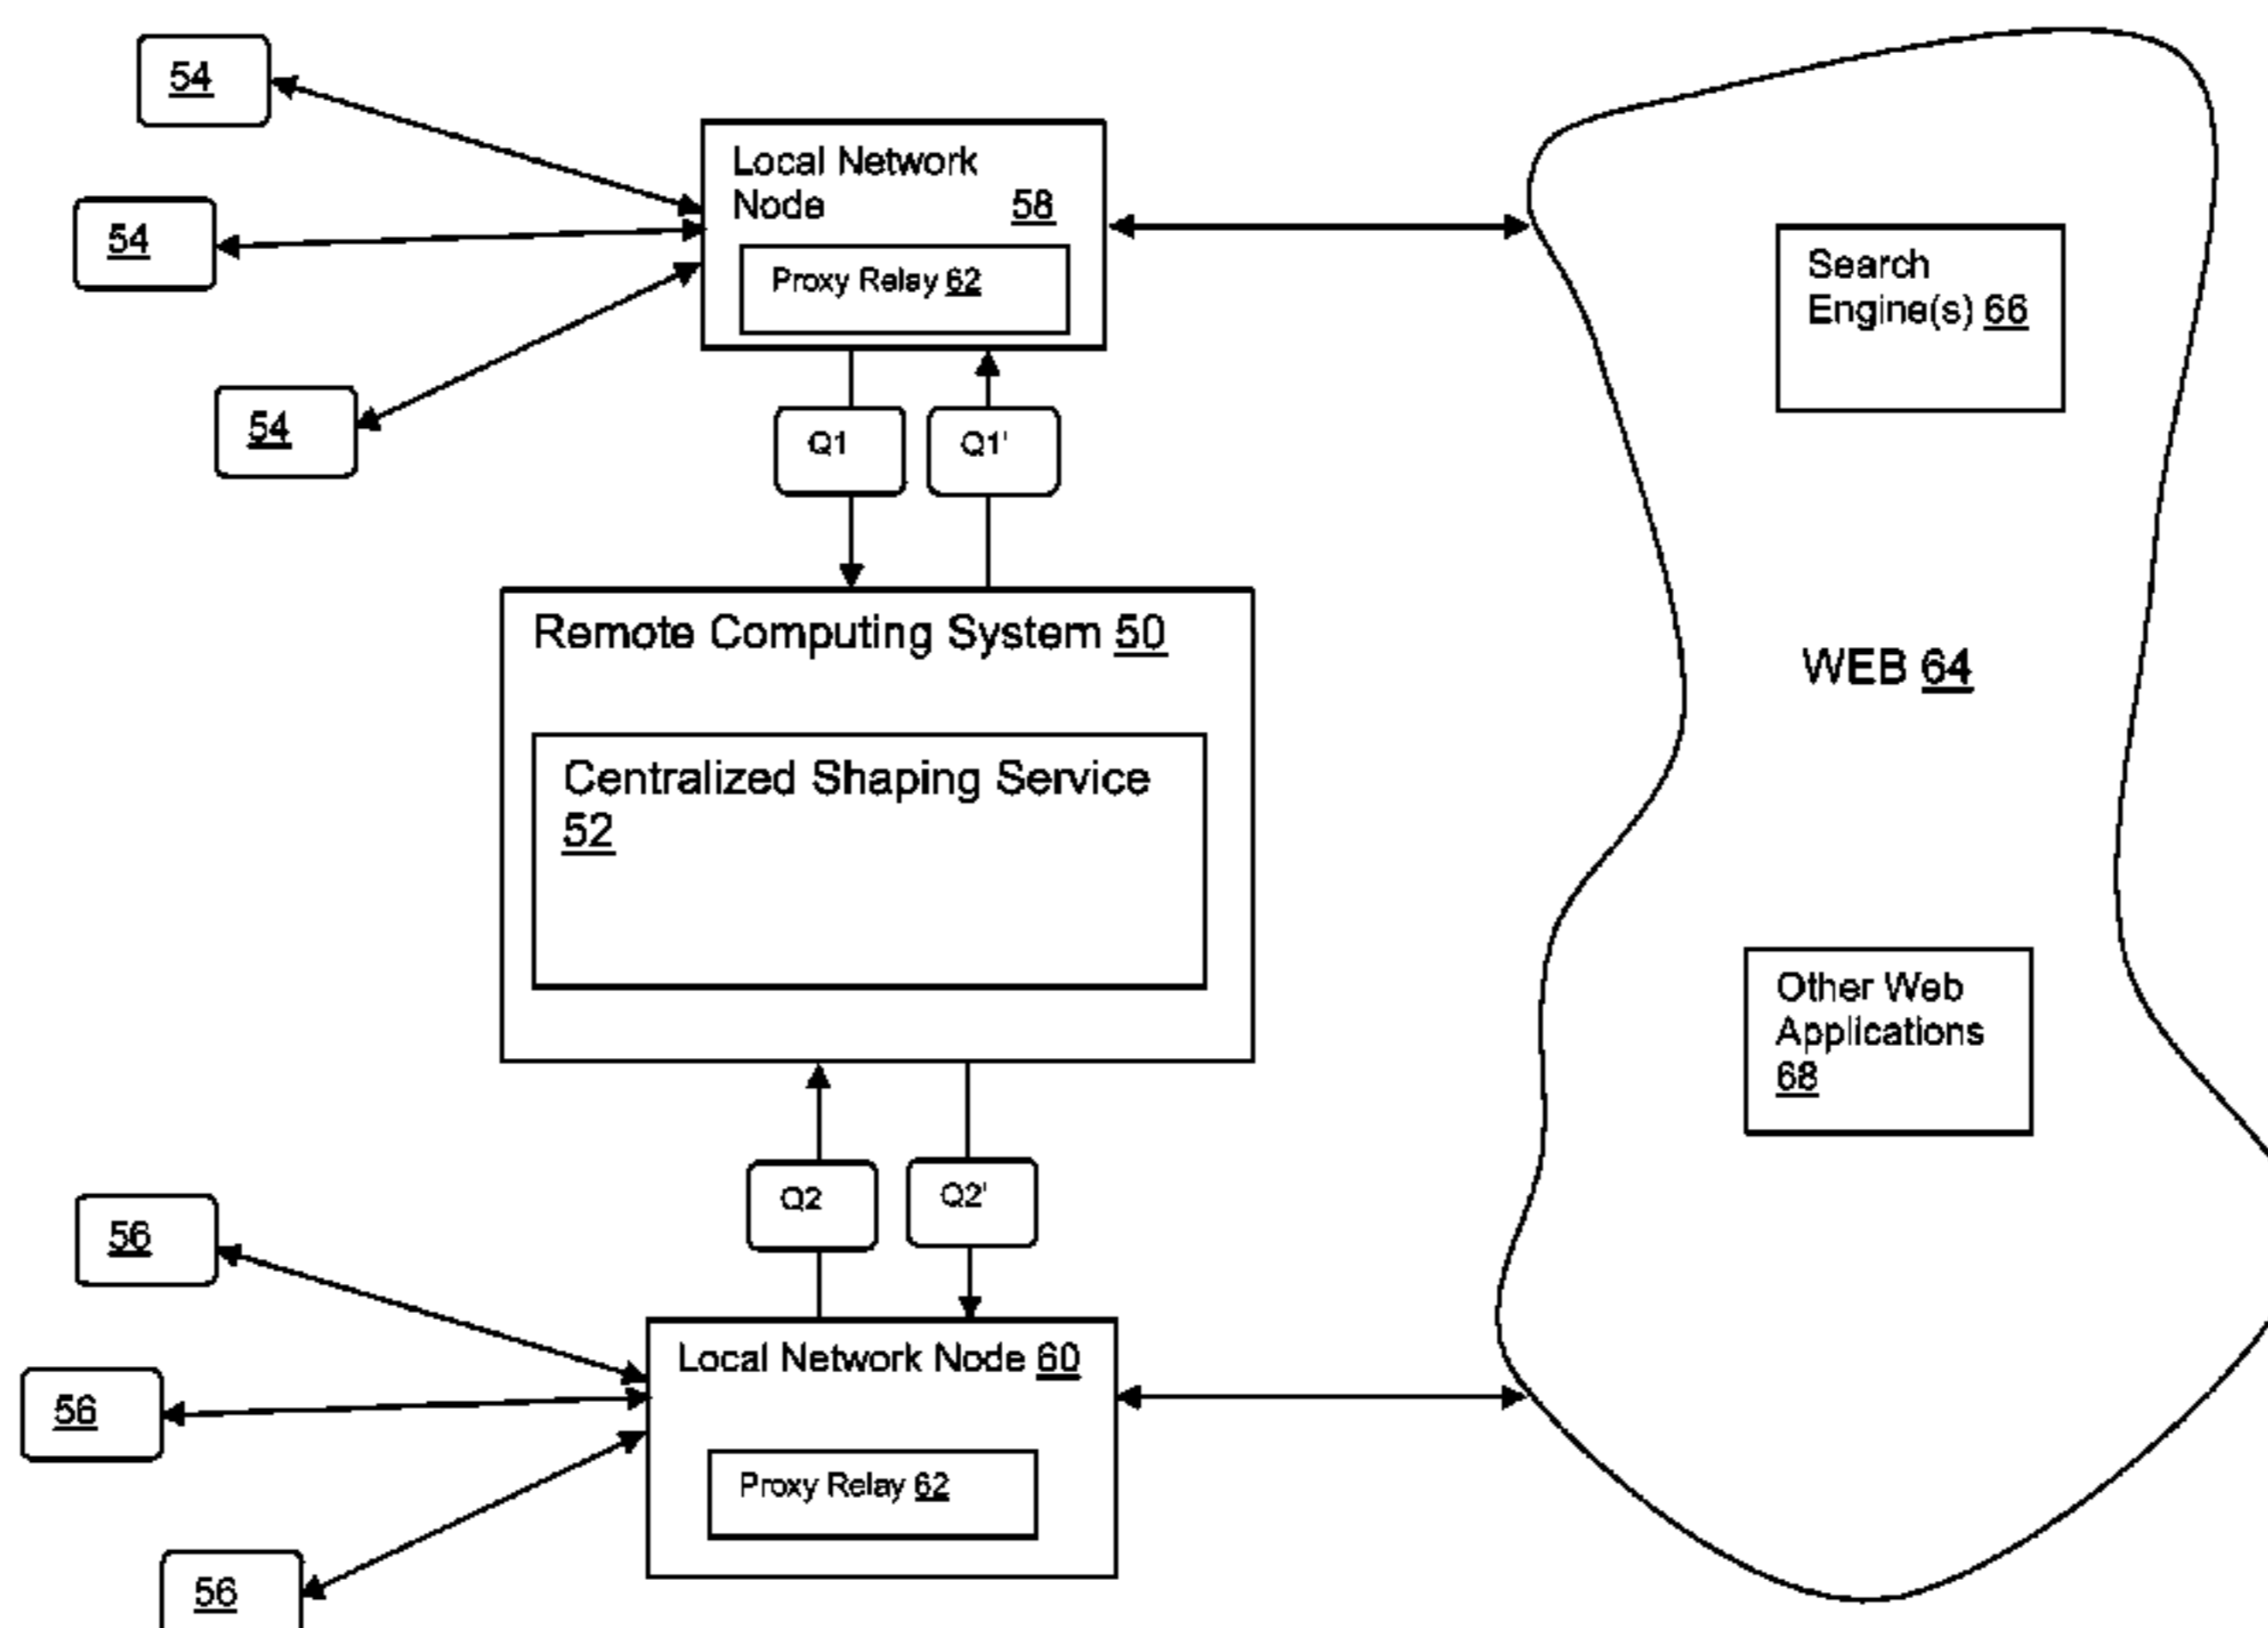 54
54
54
Local Network
Node 58
Proxy Relay 62
Q1
Q1'
Remote Computing System 50
Centralized Shaping Service
52
Q2
Q2'
56
56
56
Local Network Node 60
Proxy Relay 62
Search
Engine(s) 66
WEB 64
Other Web
Applications
68